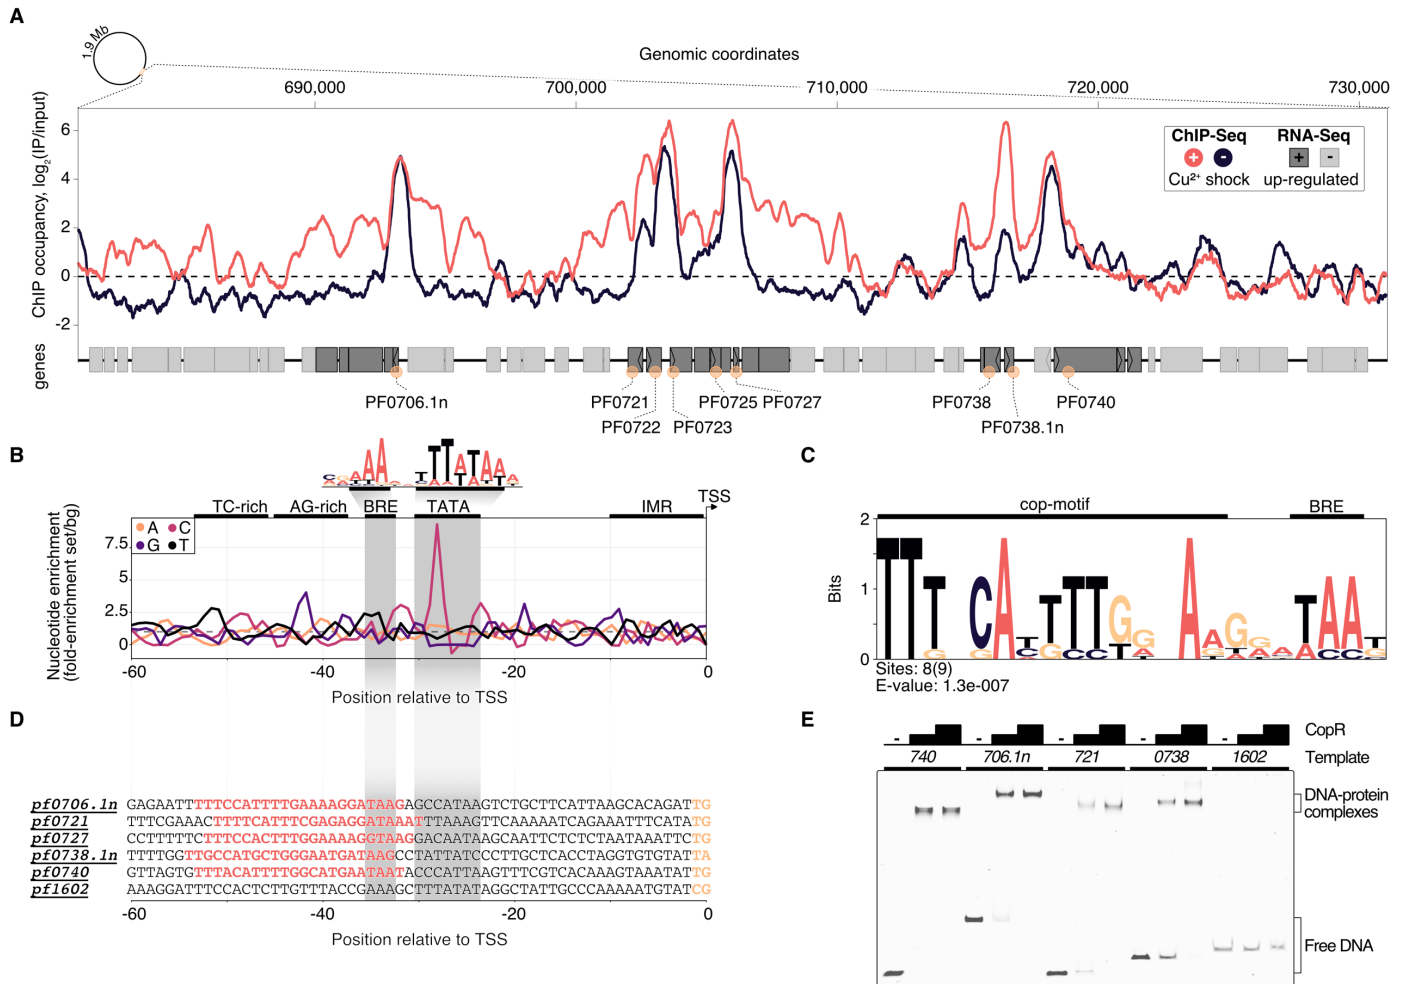 A
1.9 Mb
Genomic coordinates
690,000 700,000 710,000 720,000 730,000
ChIP occupancy, log2(IP/input)
6
4
2
0
-2
ChIP-Seq RNA-Seq
+ - + -
Cu²⁺ shock up-regulated
genes
PF0706.1n PF0721 PF0725 PF0727 PF0738 PF0740
PF0722 PF0723 PF0738.1n
B
TSS
TC-rich AG-rich BRE TATA IMR
Nucleotide enrichment
(fold-enrichment set/bg)
A C
G T
7.5
5
2.5
0
-60 -40 -20 0
Position relative to TSS
C
cop-motif BRE
Bits
2
1
0
Sites: 8(9)
E-value: 1.3e-007
D
pf0706.1n GAGAATTTTTCCATTTTGAAAAGGATAAGAGCCATAAGTCTGCTTCATTAAGCACAGATTG
pf0721 TTTCGAAACTTTTCATTTCGAGAGGATAAATTTTAAAGTTCAAAAATCAGAAATTTCATATG
pf0727 CCTTTTTCTTTCCACTTTGGAAAAGGTAAGGACAATAAGCAATTCTCTCTAATAAATTCTG
pf0738.1n TTTTGGTTGCCATGCTGGGAATGATAAGCCTATTATCCCTTGCTCACCTAGGTGTGTATTA
pf0740 GTTAGTGTTTACATTTTGGCATGAATAATACCCATTAAGTTTCGTCACAAAGTAAATATTG
pf1602 AAAGGATTTCCACTCTTGTTTACCGAAAGCTTTATATAGGCTATTGCCCAAAAATGTATCG
-60 -40 -20 0
Position relative to TSS
E
- - - - - CopR
740 706.1n 721 0738 1602 Template
DNA-protein
complexes
Free DNA